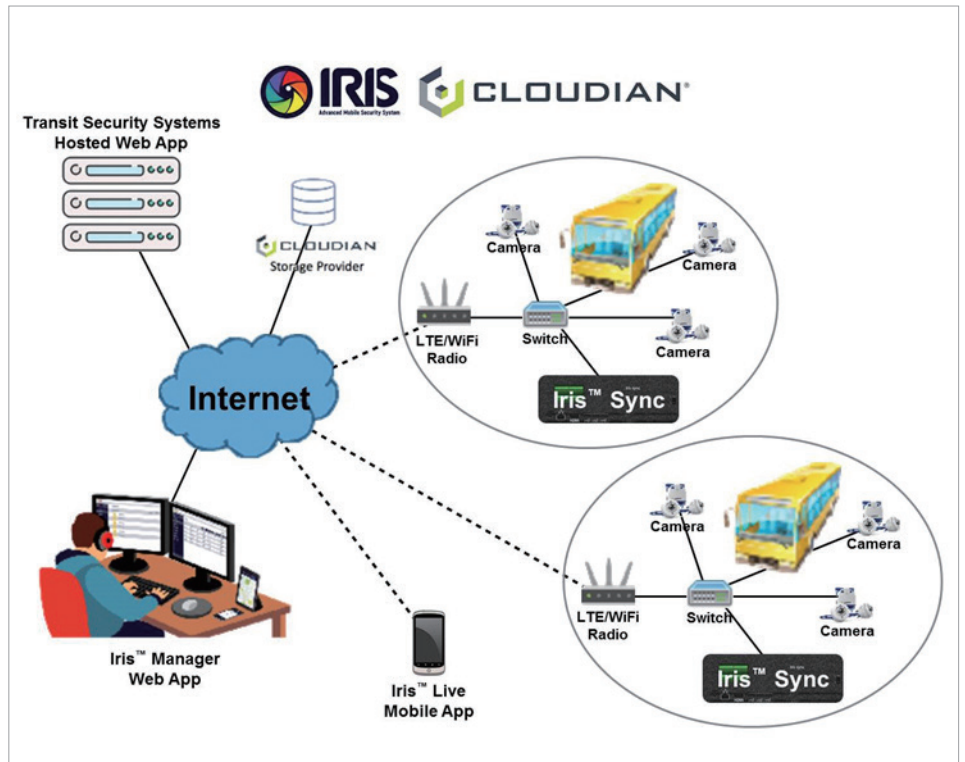 IRIS
Advanced Mobile Security System
CLOUDIAN®
Transit Security Systems
Hosted Web App
CLOUDIAN
Storage Provider
Camera
Camera
Camera
LTE/WiFi
Radio
Switch
Iris™ Sync
Internet
Camera
Camera
Camera
LTE/WiFi
Radio
Switch
Iris™ Sync
Iris™ Manager
Web App
Iris™ Live
Mobile App